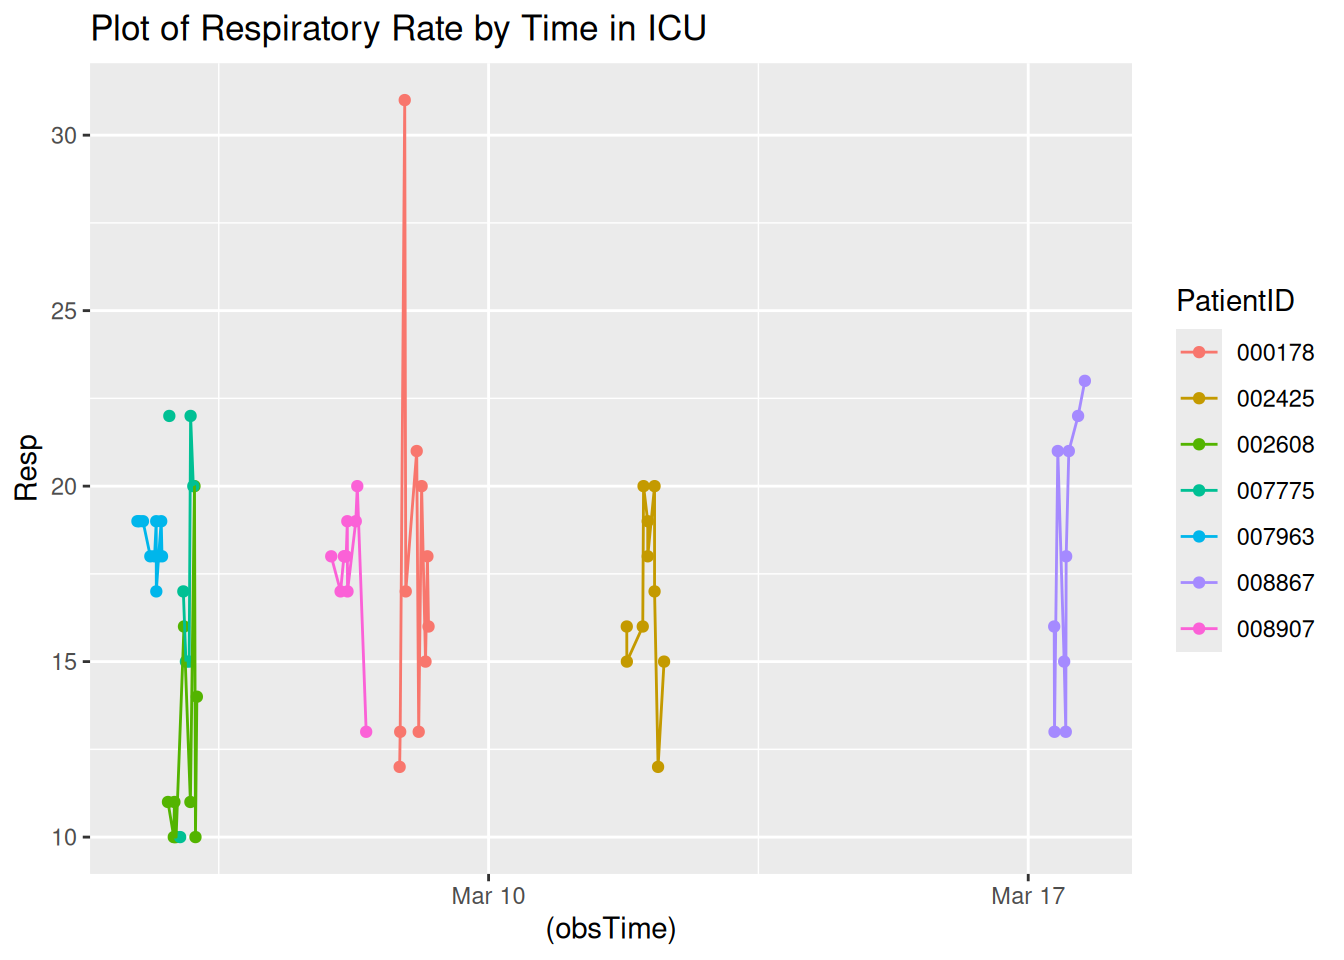 Plot of Respiratory Rate by Time in ICU
30
25
20
15
10
Resp
Mar 10
Mar 17
(obsTime)
PatientID
000178
002425
002608
007775
007963
008867
008907